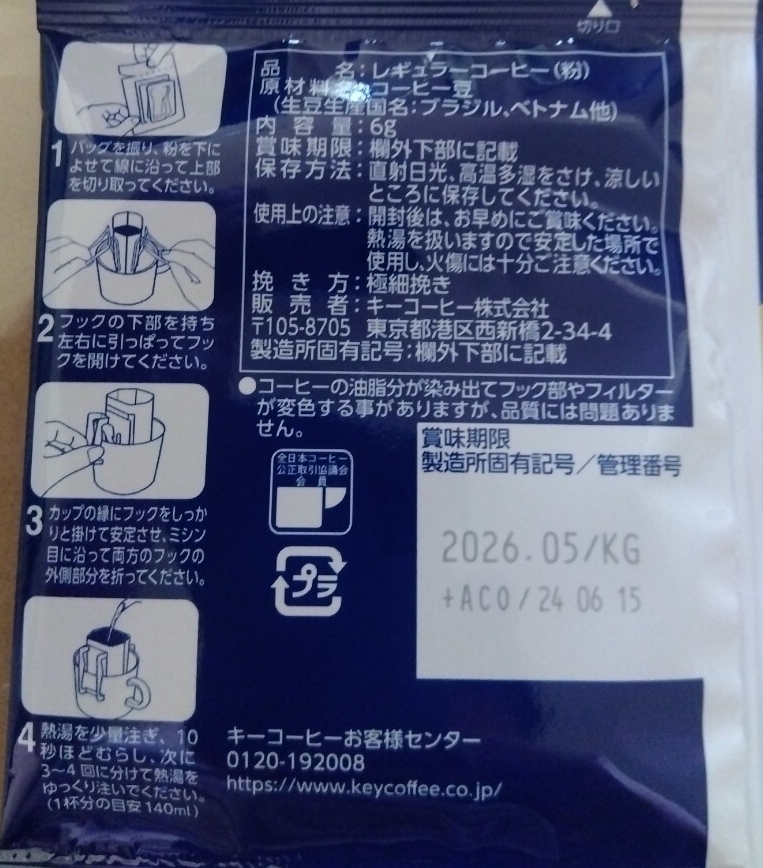 切り口
品名：レギュラーコーヒー（粉）
原材料名：コーヒー豆
（生豆生産国名：ブラジル、ベトナム他）
内容量：6g
賞味期限：欄外下部に記載
保存方法：直射日光、高温多湿をさけ、涼しい
ところに保存してください。
使用上の注意：開封後は、お早めにご賞味ください。
熱湯を扱いますので安定した場所で
使用し、火傷には十分ご注意ください。
挽き方：極細挽き
販売者：キーコーヒー株式会社
〒105-8705 東京都港区西新橋2-34-4
製造所固有記号：欄外下部に記載
●コーヒーの油脂分が染み出てフック部やフィルター
が変色する事がありますが、品質には問題ありま
せん。
1 バッグを振り、粉を下に
よせて線に沿って上部
を切り取ってください。
2 フックの下部を持ち
左右に引っぱってフッ
クを開けてください。
3 カップの縁にフックをしっか
りと掛けて安定させ、ミシン
目に沿って両方のフックの
外側部分を折ってください。
4 熱湯を少量注ぎ、10
秒ほどむらし、次に
3〜4回に分けて熱湯を
ゆっくり注いでください。
（1杯分の目安140ml）
全日本コーヒー
公正取引協議会
会員
プラ
賞味期限
製造所固有記号／管理番号
2026.05/KG
+AC0/24 06 15
キーコーヒーお客様センター
0120-192008
https://www.keycoffee.co.jp/